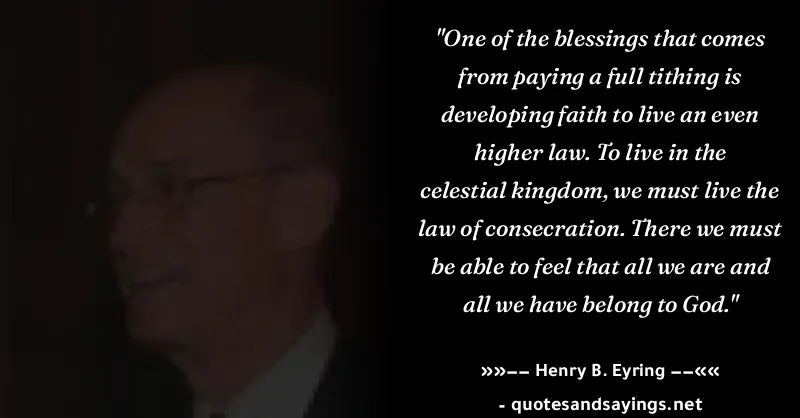 "One of the blessings that comes
from paying a full tithing is
developing faith to live an even
higher law. To live in the
celestial kingdom, we must live the
law of consecration. There we must
be able to feel that all we are and
all we have belong to God."
»»−− Henry B. Eyring −−««
- quotesandsayings.net